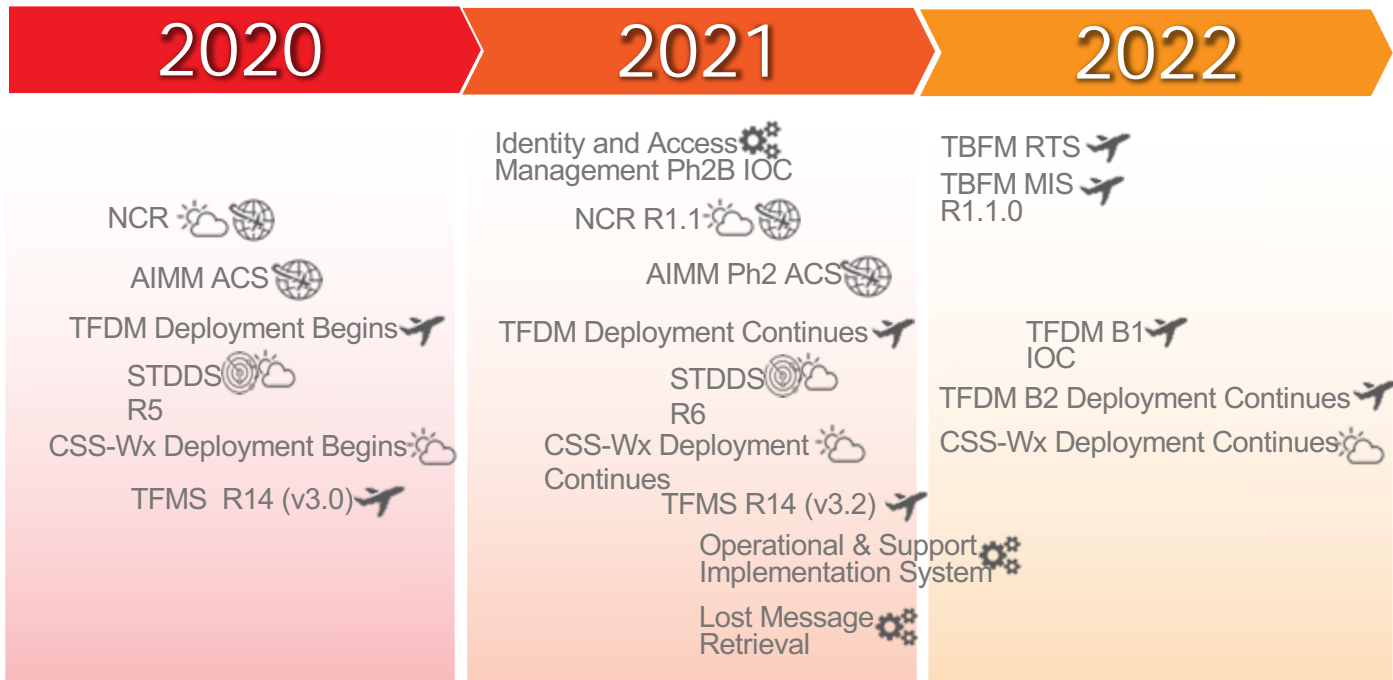 2020
2021
2022
NCR
AIMM ACS
TFDM Deployment Begins
STDDS
R5
CSS-Wx Deployment Begins
TFMS R14 (v3.0)
Identity and Access
Management Ph2B IOC
NCR R1.1
AIMM Ph2 ACS
TFDM Deployment Continues
STDDS
R6
CSS-Wx Deployment
Continues
TFMS R14 (v3.2)
Operational & Support
Implementation System
Lost Message
Retrieval
TBFM RTS
TBFM MIS
R1.1.0
TFDM B1
IOC
TFDM B2 Deployment Continues
CSS-Wx Deployment Continues